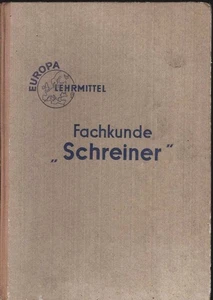 EUROPA
LEHRMITTEL
Fachkunde
„Schreiner"